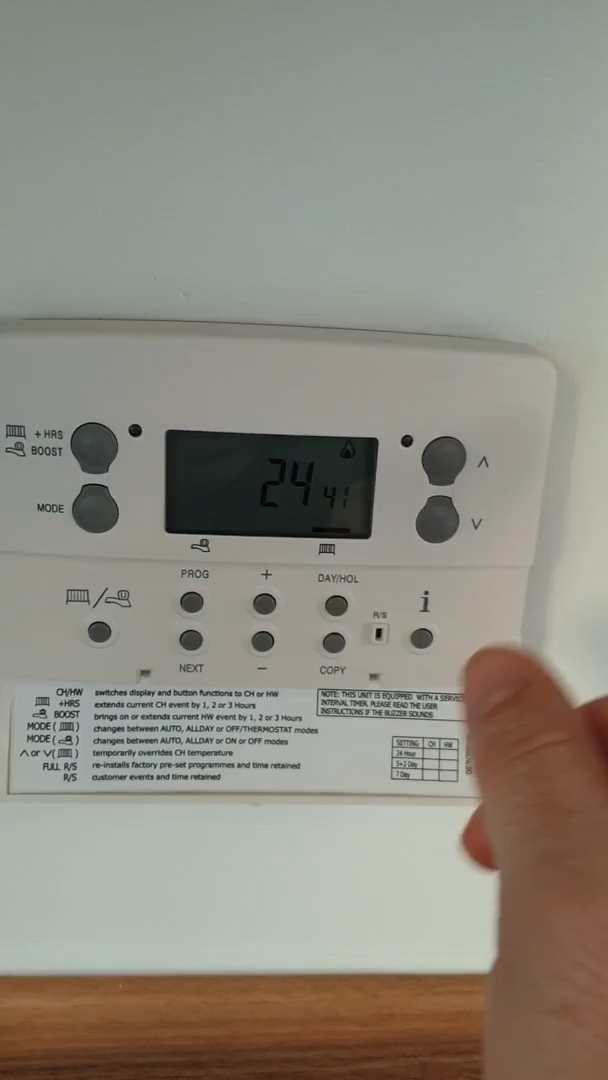 + HRS
BOOST
MODE
24 41
∧
∨
PROG + DAY/HOL
R/S
i
/
NEXT − COPY
CH/HW switches display and button functions to CH or HW
+HRS extends current CH event by 1, 2 or 3 Hours
BOOST brings on or extends current HW event by 1, 2 or 3 Hours
MODE ( ) changes between AUTO, ALLDAY or OFF/THERMOSTAT modes
MODE ( ) changes between AUTO, ALLDAY or ON or OFF modes
∧ or ∨( ) temporarily overrides CH temperature
FULL R/S re-installs factory pre-set programmes and time retained
R/S customer events and time retained
NOTE: THIS UNIT IS EQUIPPED WITH A SERVICE
INTERVAL TIMER. PLEASE READ THE USER
INSTRUCTIONS IF THE BUZZER SOUNDS
SETTING CH HW
24 Hour
5+2 Day
7 Day